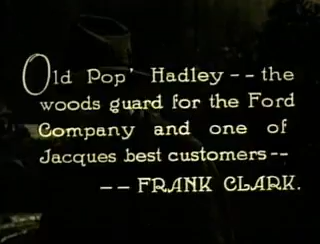 Old Pop' Hadley -- the
woods guard for the Ford
Company and one of
Jacques best customers --
-- FRANK CLARK.